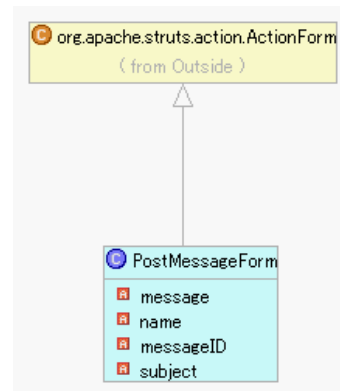 C org.apache.struts.action.ActionForm
( from Outside )
C PostMessageForm
A message
A name
A messageID
A subject